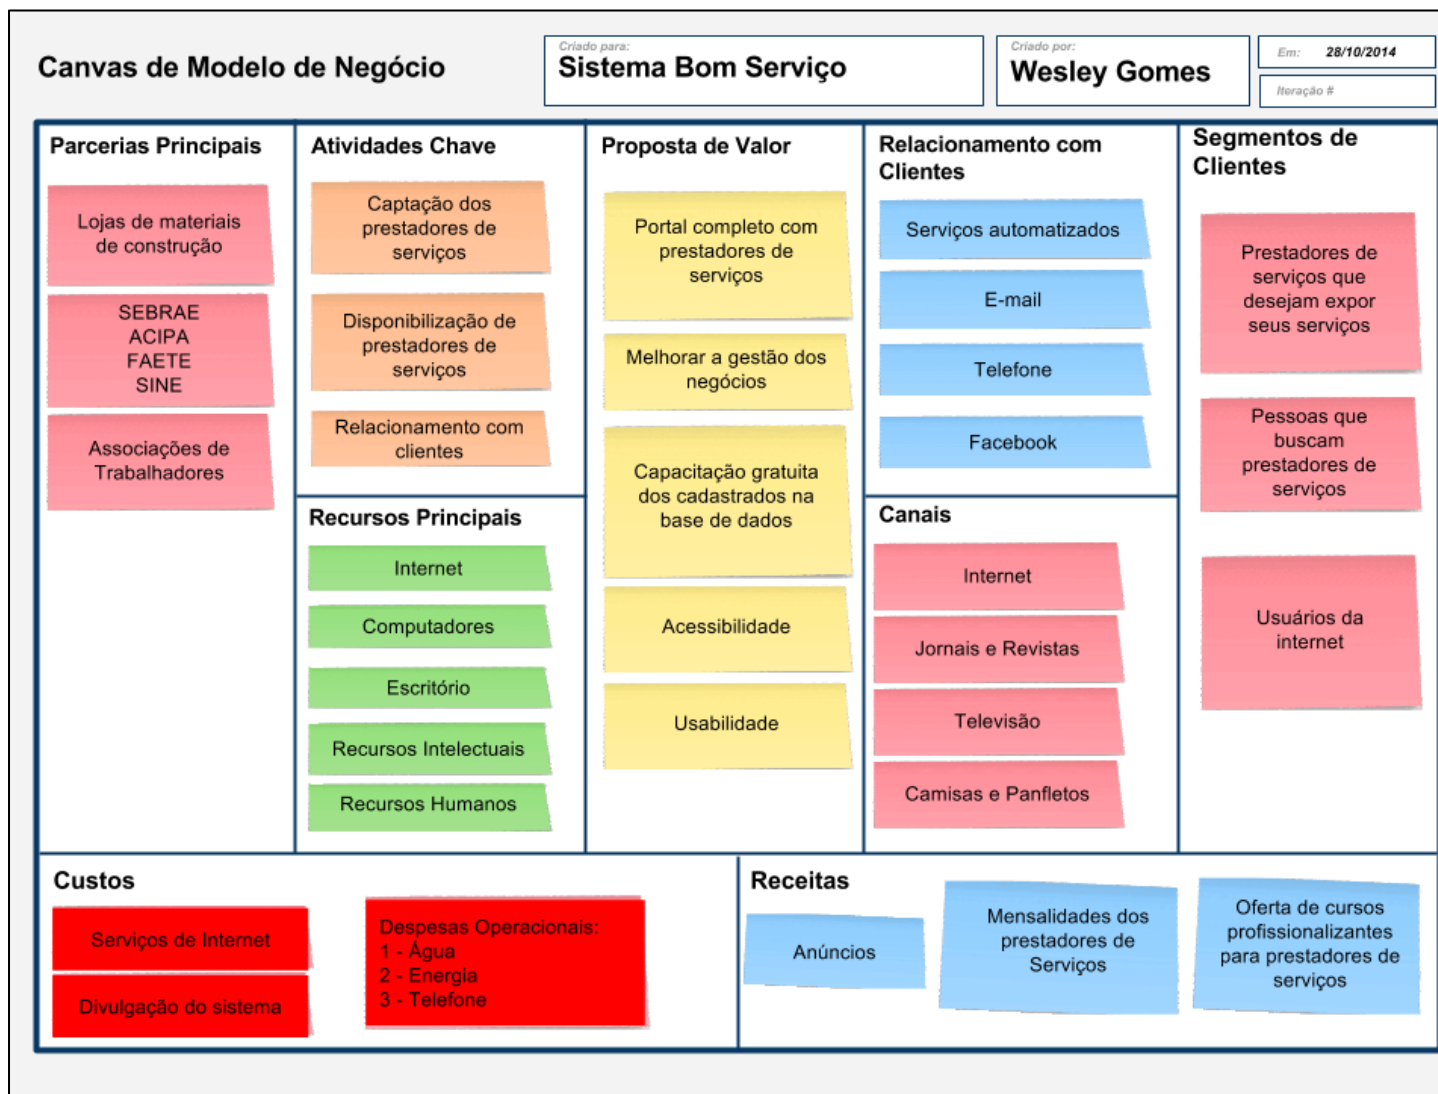 Canvas de Modelo de Negócio
Criado para:
Sistema Bom Serviço
Criado por:
Wesley Gomes
Em: 28/10/2014
Iteração #
Parcerias Principais
Lojas de materiais
de construção
SEBRAE
ACIPA
FAETE
SINE
Associações de
Trabalhadores
Atividades Chave
Captação dos
prestadores de
serviços
Disponibilização de
prestadores de
serviços
Relacionamento com
clientes
Recursos Principais
Internet
Computadores
Escritório
Recursos Intelectuais
Recursos Humanos
Proposta de Valor
Portal completo com
prestadores de
serviços
Melhorar a gestão dos
negócios
Capacitação gratuita
dos cadastrados na
base de dados
Acessibilidade
Usabilidade
Relacionamento com
Clientes
Serviços automatizados
E-mail
Telefone
Facebook
Canais
Internet
Jornais e Revistas
Televisão
Camisas e Panfletos
Segmentos de
Clientes
Prestadores de
serviços que
desejam expor
seus serviços
Pessoas que
buscam
prestadores de
serviços
Usuários da
internet
Custos
Serviços de Internet
Divulgação do sistema
Despesas Operacionais:
1 - Água
2 - Energia
3 - Telefone
Receitas
Anúncios
Mensalidades dos
prestadores de
Serviços
Oferta de cursos
profissionalizantes
para prestadores de
serviços